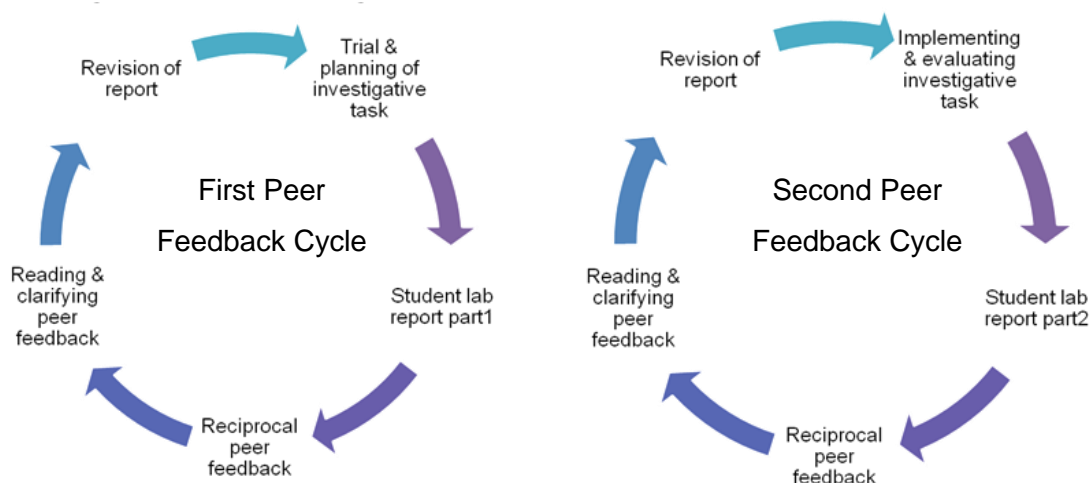 Revision of
report
Trial &
planning of
investigative
task
First Peer
Feedback Cycle
Student lab
report part1
Reciprocal
peer
feedback
Reading &
clarifying
peer
feedback
Revision of
report
Implementing
& evaluating
investigative
task
Second Peer
Feedback Cycle
Student lab
report part2
Reciprocal
peer
feedback
Reading &
clarifying
peer
feedback